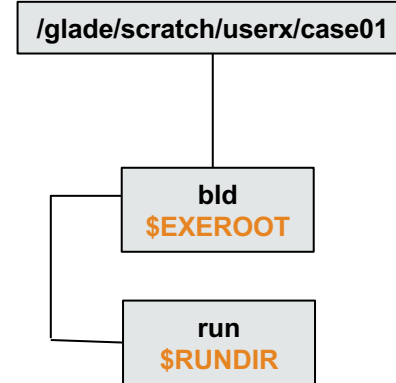 /glade/scratch/userx/case01
bld
$EXEROOT
run
$RUNDIR